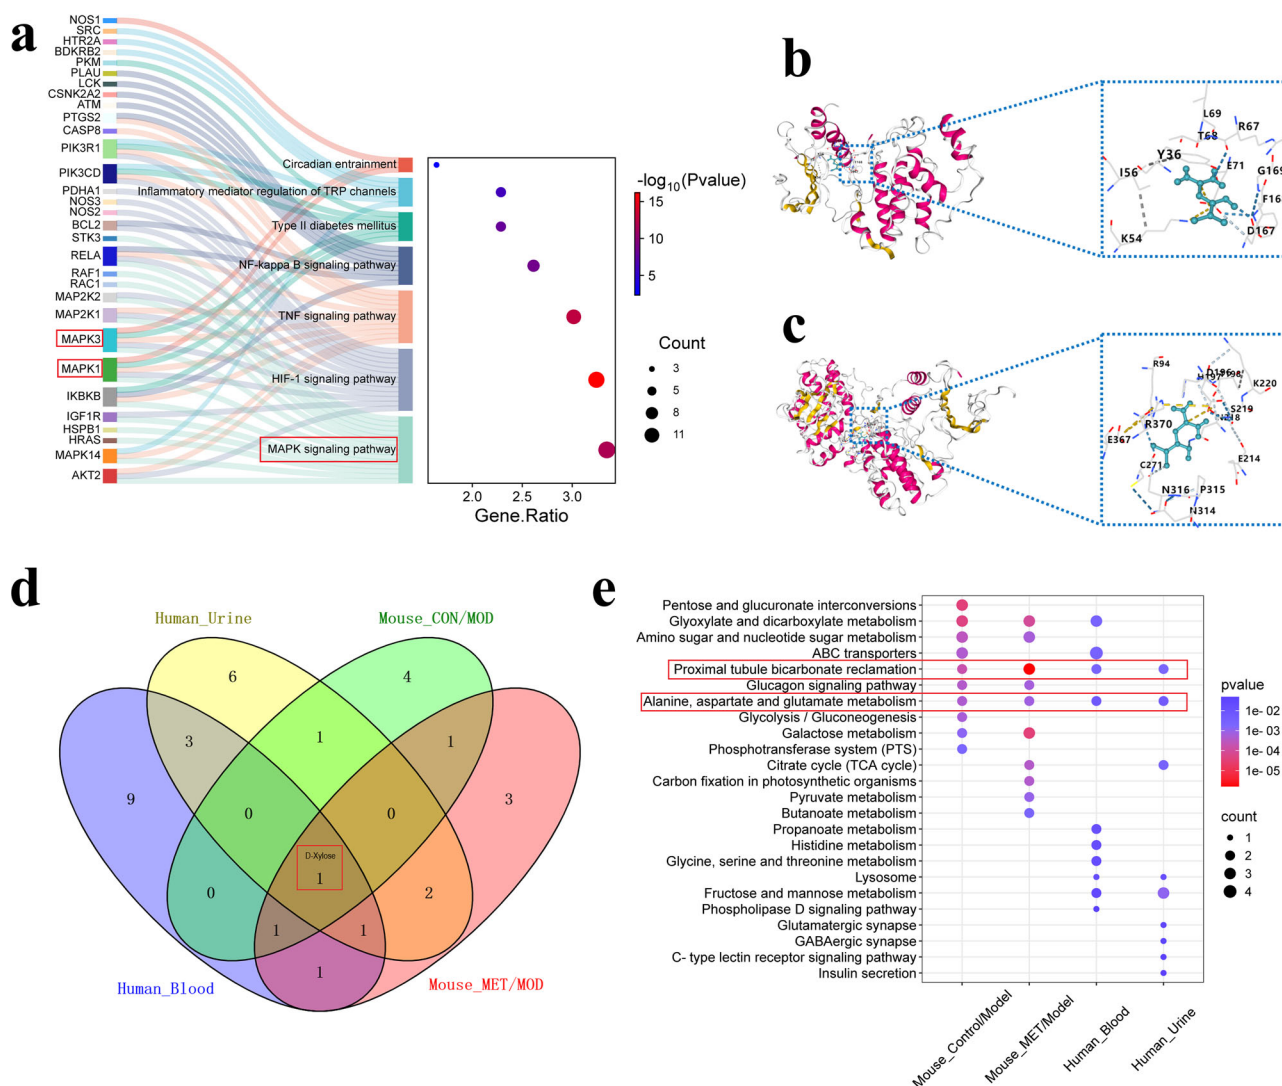 a
NOS1
SRC
HTR2A
BDKRB2
PKM
PLAU
LCK
CSNK2A2
ATM
PTGS2
CASP8
PIK3R1
PIK3CD
PDHA1
NOS3
NOS2
BCL2
STK3
RELA
RAF1
RAC1
MAP2K2
MAP2K1
MAPK3
MAPK1
IKBKB
IGF1R
HSPB1
HRAS
MAPK14
AKT2
Circadian entrainment
Inflammatory mediator regulation of TRP channels
Type II diabetes mellitus
NF-kappa B signaling pathway
TNF signaling pathway
HIF-1 signaling pathway
MAPK signaling pathway
2.0 3.0
Gene.Ratio
-log10(Pvalue)
15
10
5
Count
3
5
8
11
b
L69
R67
T68
Y36
E71
I56
G169
F16
K54
D167
c
R94
D196
H197
K220
S219
R370
E367
E214
C271
N316
P315
N314
d
Human_Urine
Mouse_CON/MOD
6
4
3
1
1
9
0
0
3
D-Xylose
1
0
2
1
1
1
Human_Blood
Mouse_MET/MOD
e
Pentose and glucuronate interconversions
Glyoxylate and dicarboxylate metabolism
Amino sugar and nucleotide sugar metabolism
ABC transporters
Proximal tubule bicarbonate reclamation
Glucagon signaling pathway
Alanine, aspartate and glutamate metabolism
Glycolysis / Gluconeogenesis
Galactose metabolism
Phosphotransferase system (PTS)
Citrate cycle (TCA cycle)
Carbon fixation in photosynthetic organisms
Pyruvate metabolism
Butanoate metabolism
Propanoate metabolism
Histidine metabolism
Glycine, serine and threonine metabolism
Lysosome
Fructose and mannose metabolism
Phospholipase D signaling pathway
Glutamatergic synapse
GABAergic synapse
C- type lectin receptor signaling pathway
Insulin secretion
Mouse_Control/Model
Mouse_MET/Model
Human_Blood
Human_Urine
pvalue
1e- 02
1e- 03
1e- 04
1e- 05
count
1
2
3
4